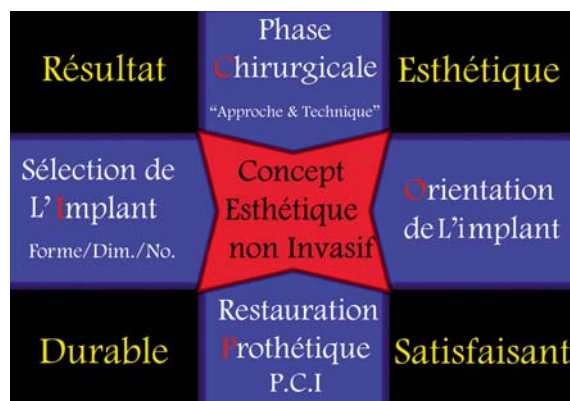 Résultat
Phase
Chirurgicale
“Approche & Technique”
Esthétique
Sélection de
L’Implant
Forme/Dim./No.
Concept
Esthétique
non Invasif
Orientation
de L’implant
Durable
Restauration
Prothétique
P.C.I
Satisfaisant